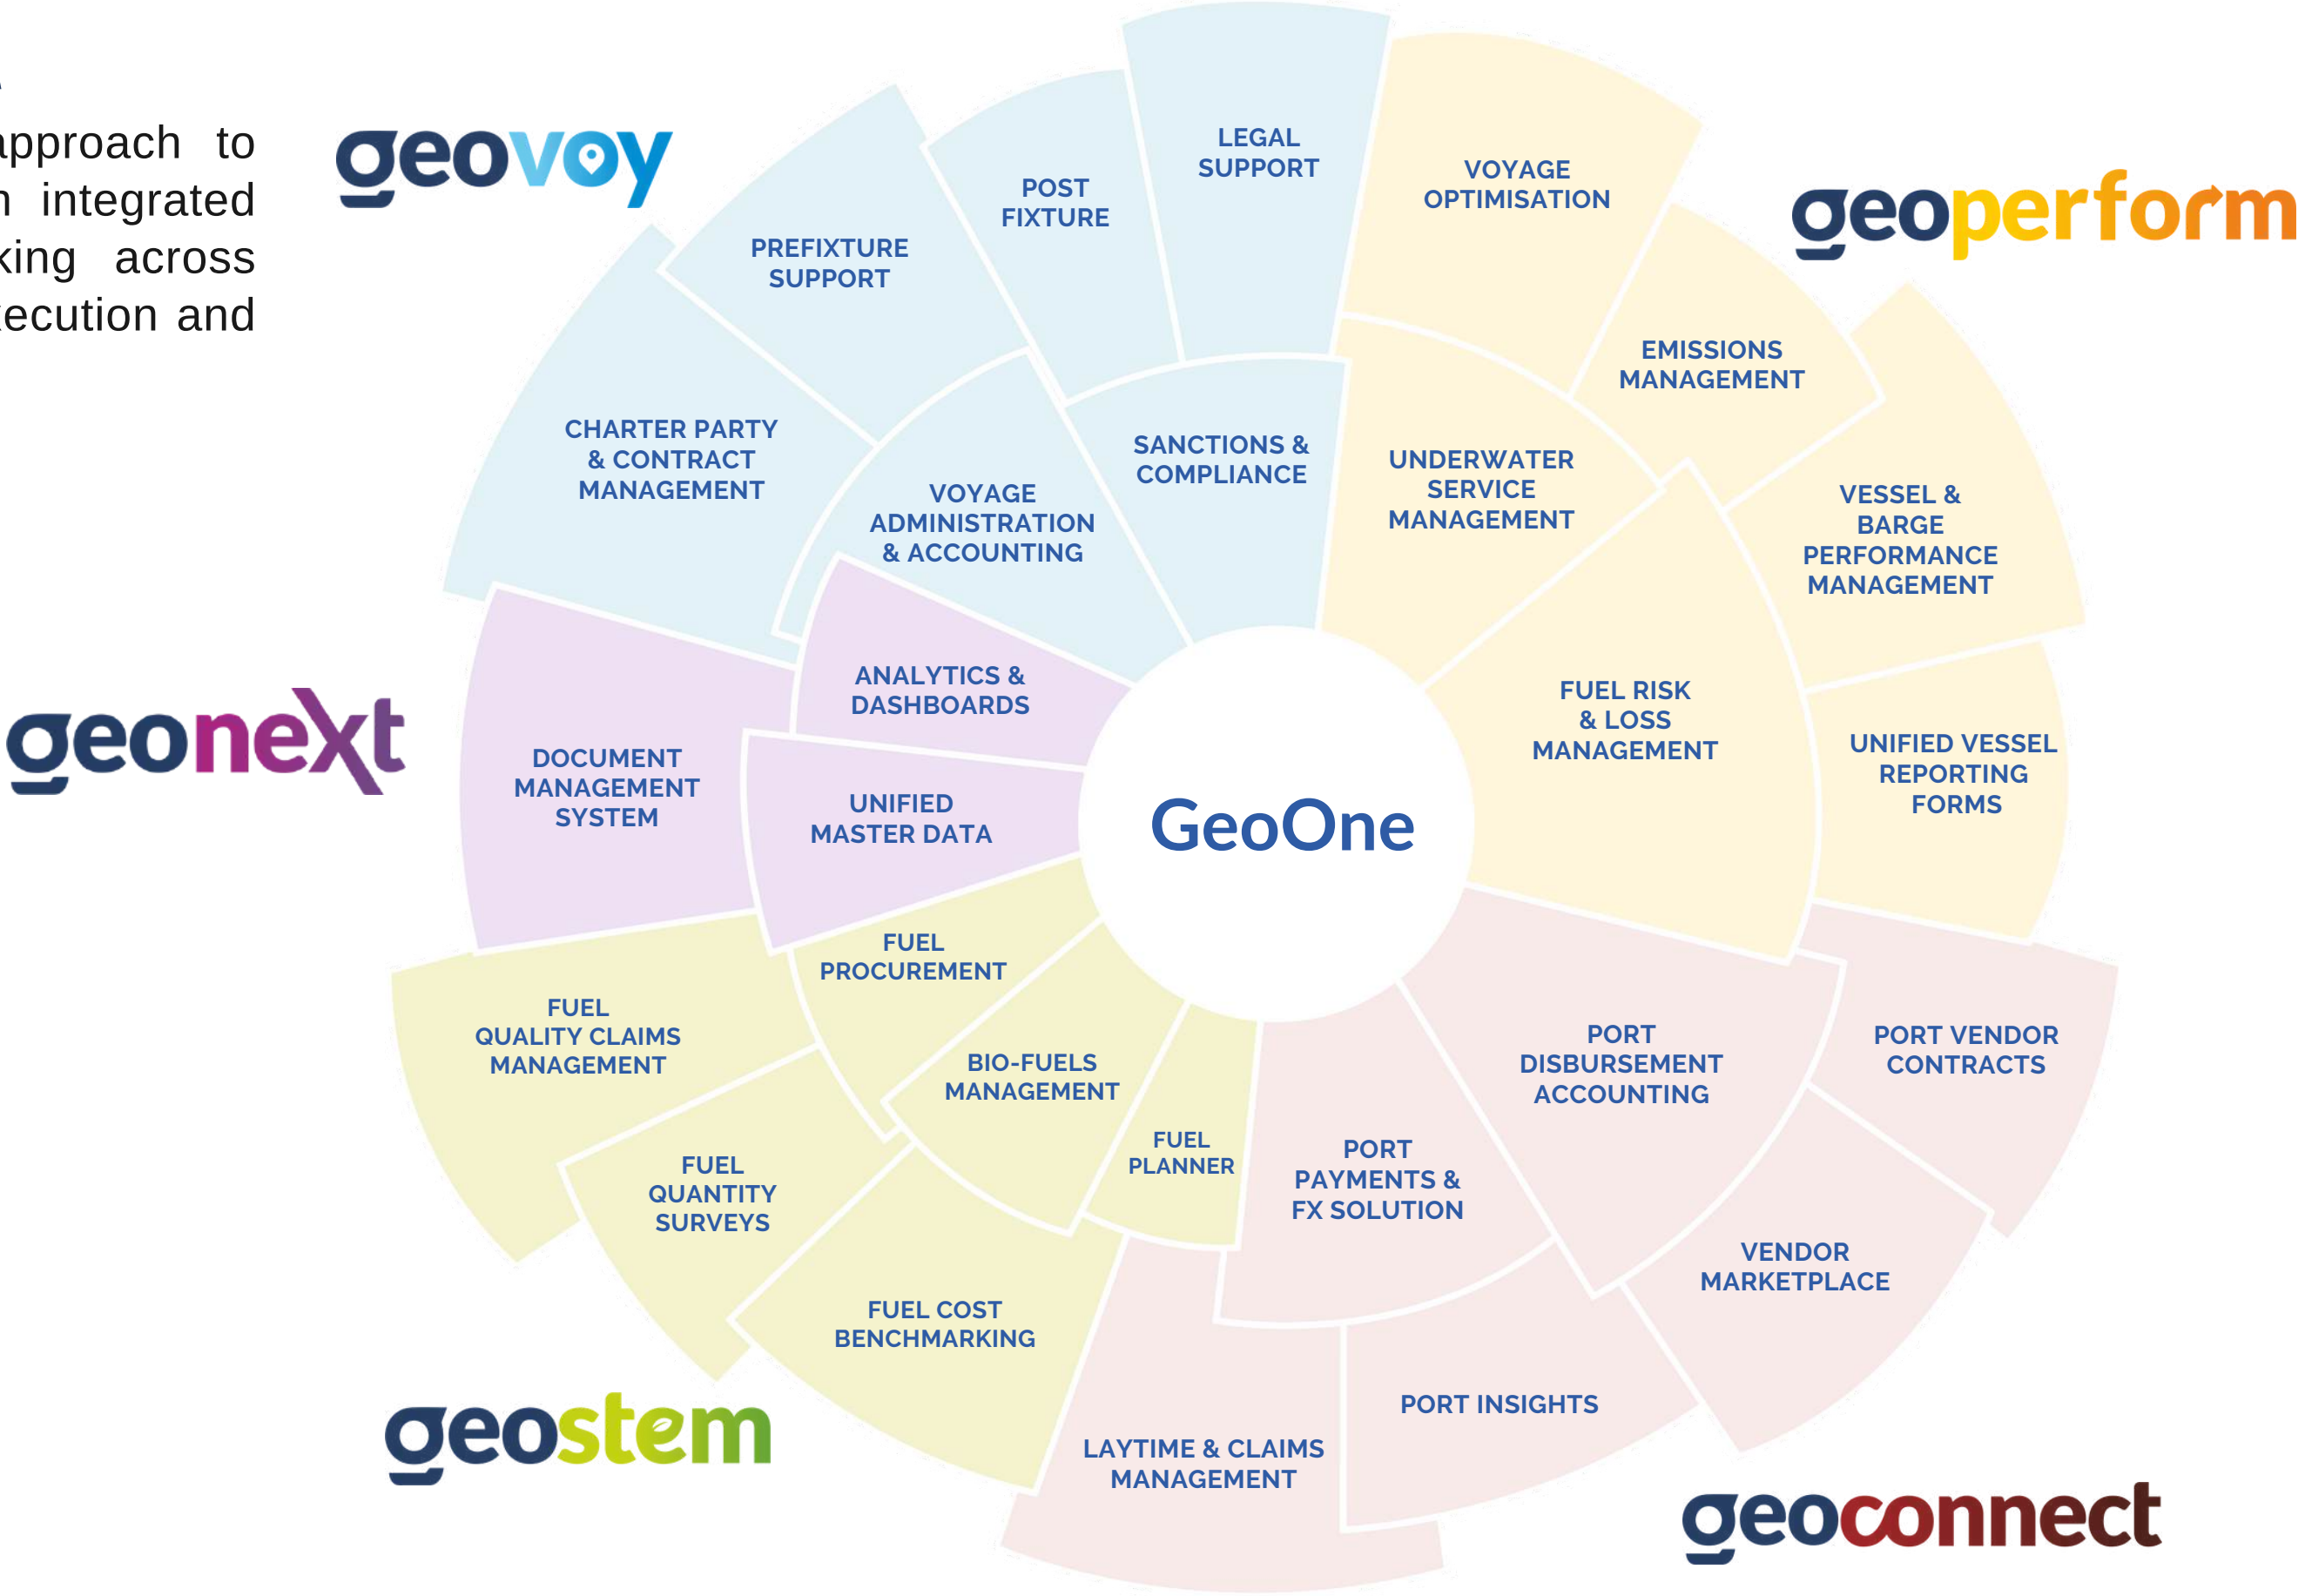 approach to
integrated
king across
ecution and
geovoy
geoperform
geonext
geostem
geoconnect
LEGAL
SUPPORT
POST
FIXTURE
PREFIXTURE
SUPPORT
CHARTER PARTY
& CONTRACT
MANAGEMENT
VOYAGE
ADMINISTRATION
& ACCOUNTING
SANCTIONS &
COMPLIANCE
VOYAGE
OPTIMISATION
EMISSIONS
MANAGEMENT
UNDERWATER
SERVICE
MANAGEMENT
VESSEL &
BARGE
PERFORMANCE
MANAGEMENT
FUEL RISK
& LOSS
MANAGEMENT
UNIFIED VESSEL
REPORTING
FORMS
ANALYTICS &
DASHBOARDS
DOCUMENT
MANAGEMENT
SYSTEM
UNIFIED
MASTER DATA
GeoOne
FUEL
PROCUREMENT
FUEL
QUALITY CLAIMS
MANAGEMENT
BIO-FUELS
MANAGEMENT
FUEL
PLANNER
FUEL
QUANTITY
SURVEYS
FUEL COST
BENCHMARKING
PORT
DISBURSEMENT
ACCOUNTING
PORT VENDOR
CONTRACTS
PORT
PAYMENTS &
FX SOLUTION
VENDOR
MARKETPLACE
PORT INSIGHTS
LAYTIME & CLAIMS
MANAGEMENT